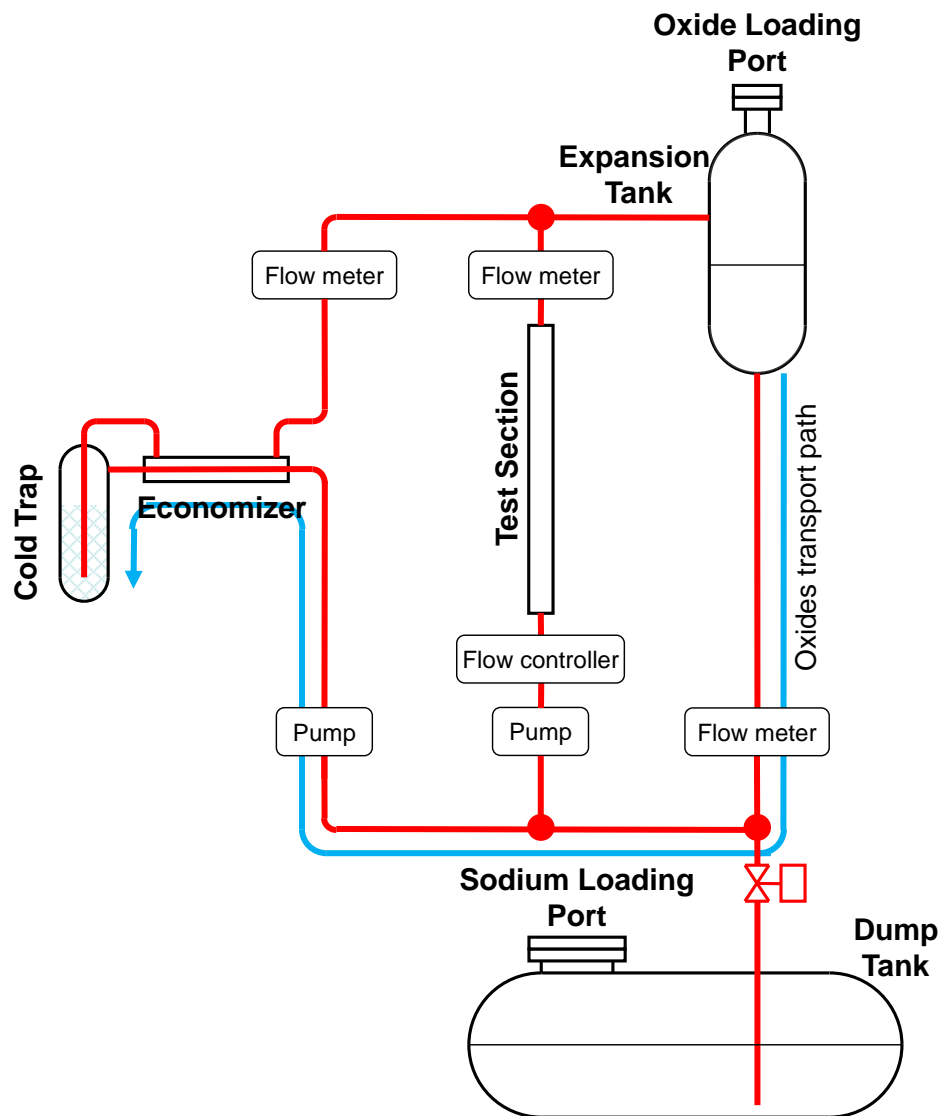 Oxide Loading
Port
Expansion
Tank
Flow meter
Flow meter
Test Section
Oxides transport path
Cold Trap
Economizer
Flow controller
Pump
Pump
Flow meter
Sodium Loading
Port
Dump
Tank